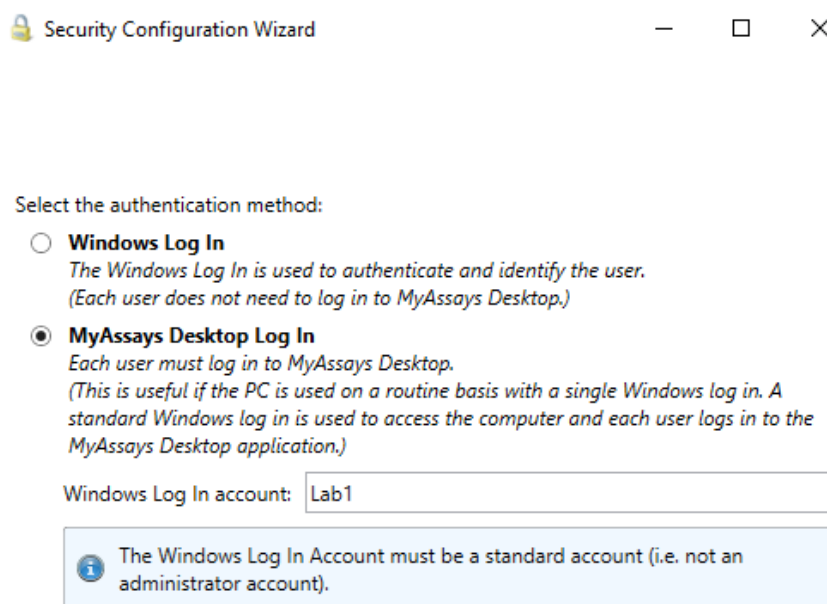 Security Configuration Wizard
Select the authentication method:
Windows Log In
The Windows Log In is used to authenticate and identify the user.
(Each user does not need to log in to MyAssays Desktop.)
MyAssays Desktop Log In
Each user must log in to MyAssays Desktop.
(This is useful if the PC is used on a routine basis with a single Windows log in. A
standard Windows log in is used to access the computer and each user logs in to the
MyAssays Desktop application.)
Windows Log In account: Lab1
The Windows Log In Account must be a standard account (i.e. not an
administrator account).